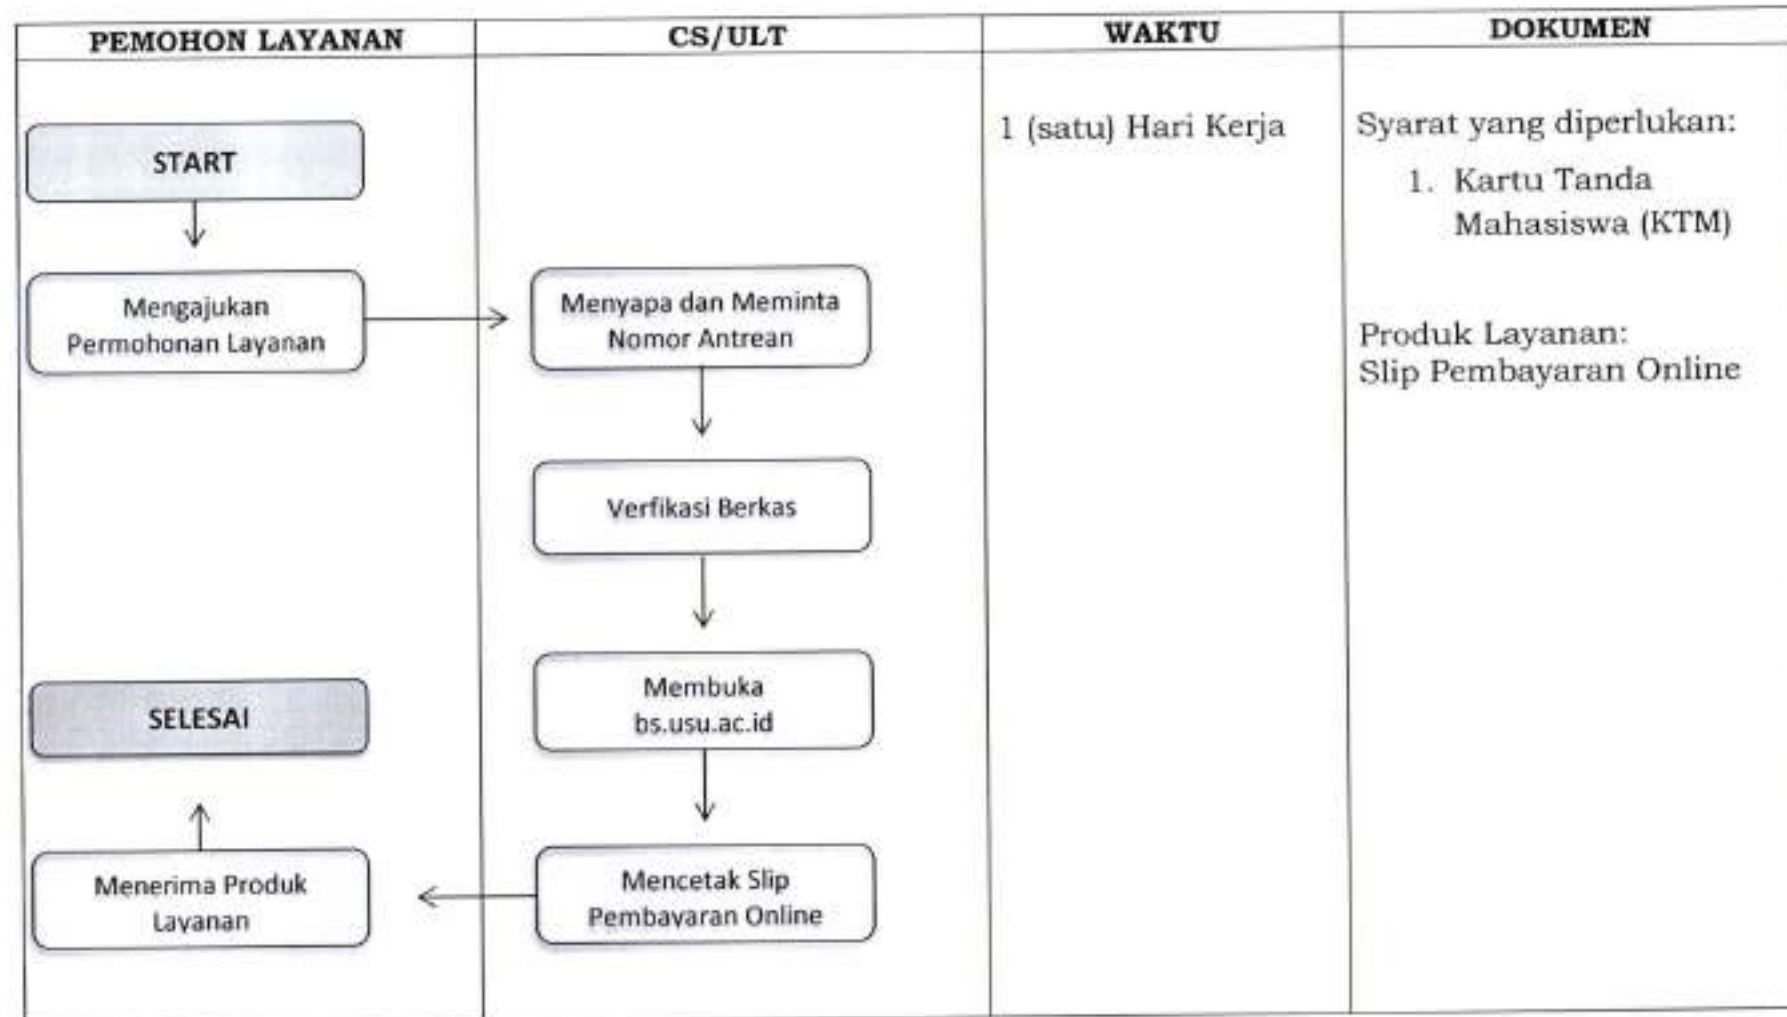 PEMOHON LAYANAN
CS/ULT
WAKTU
DOKUMEN
START
Mengajukan
Permohonan Layanan
Menyapa dan Meminta
Nomor Antrean
Verfikasi Berkas
Membuka
bs.usu.ac.id
Mencetak Slip
Pembayaran Online
Menerima Produk
Layanan
SELESAI
1 (satu) Hari Kerja
Syarat yang diperlukan:
1. Kartu Tanda
Mahasiswa (KTM)
Produk Layanan:
Slip Pembayaran Online